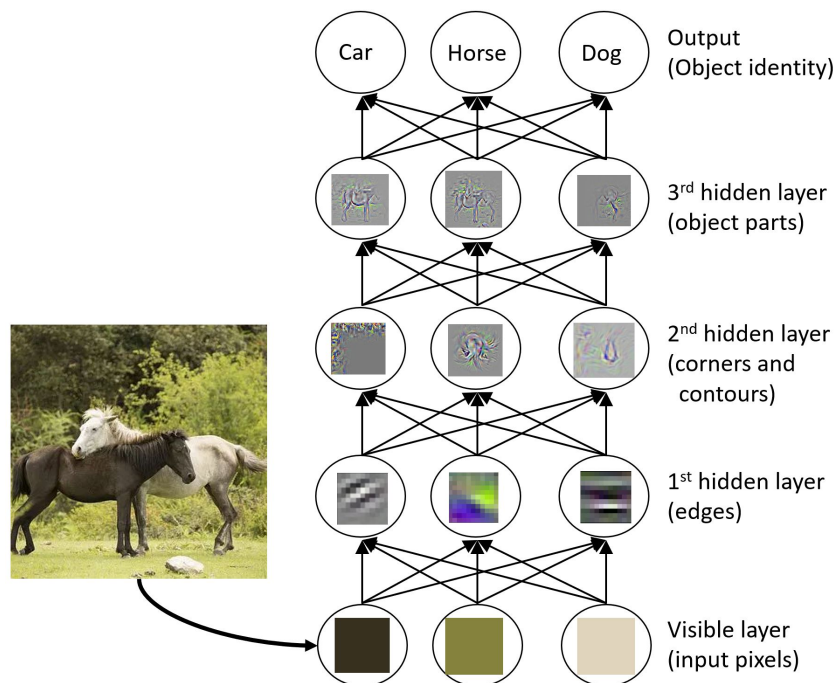 Car
Horse
Dog
Output
(Object identity)
3rd hidden layer
(object parts)
2nd hidden layer
(corners and
contours)
1st hidden layer
(edges)
Visible layer
(input pixels)